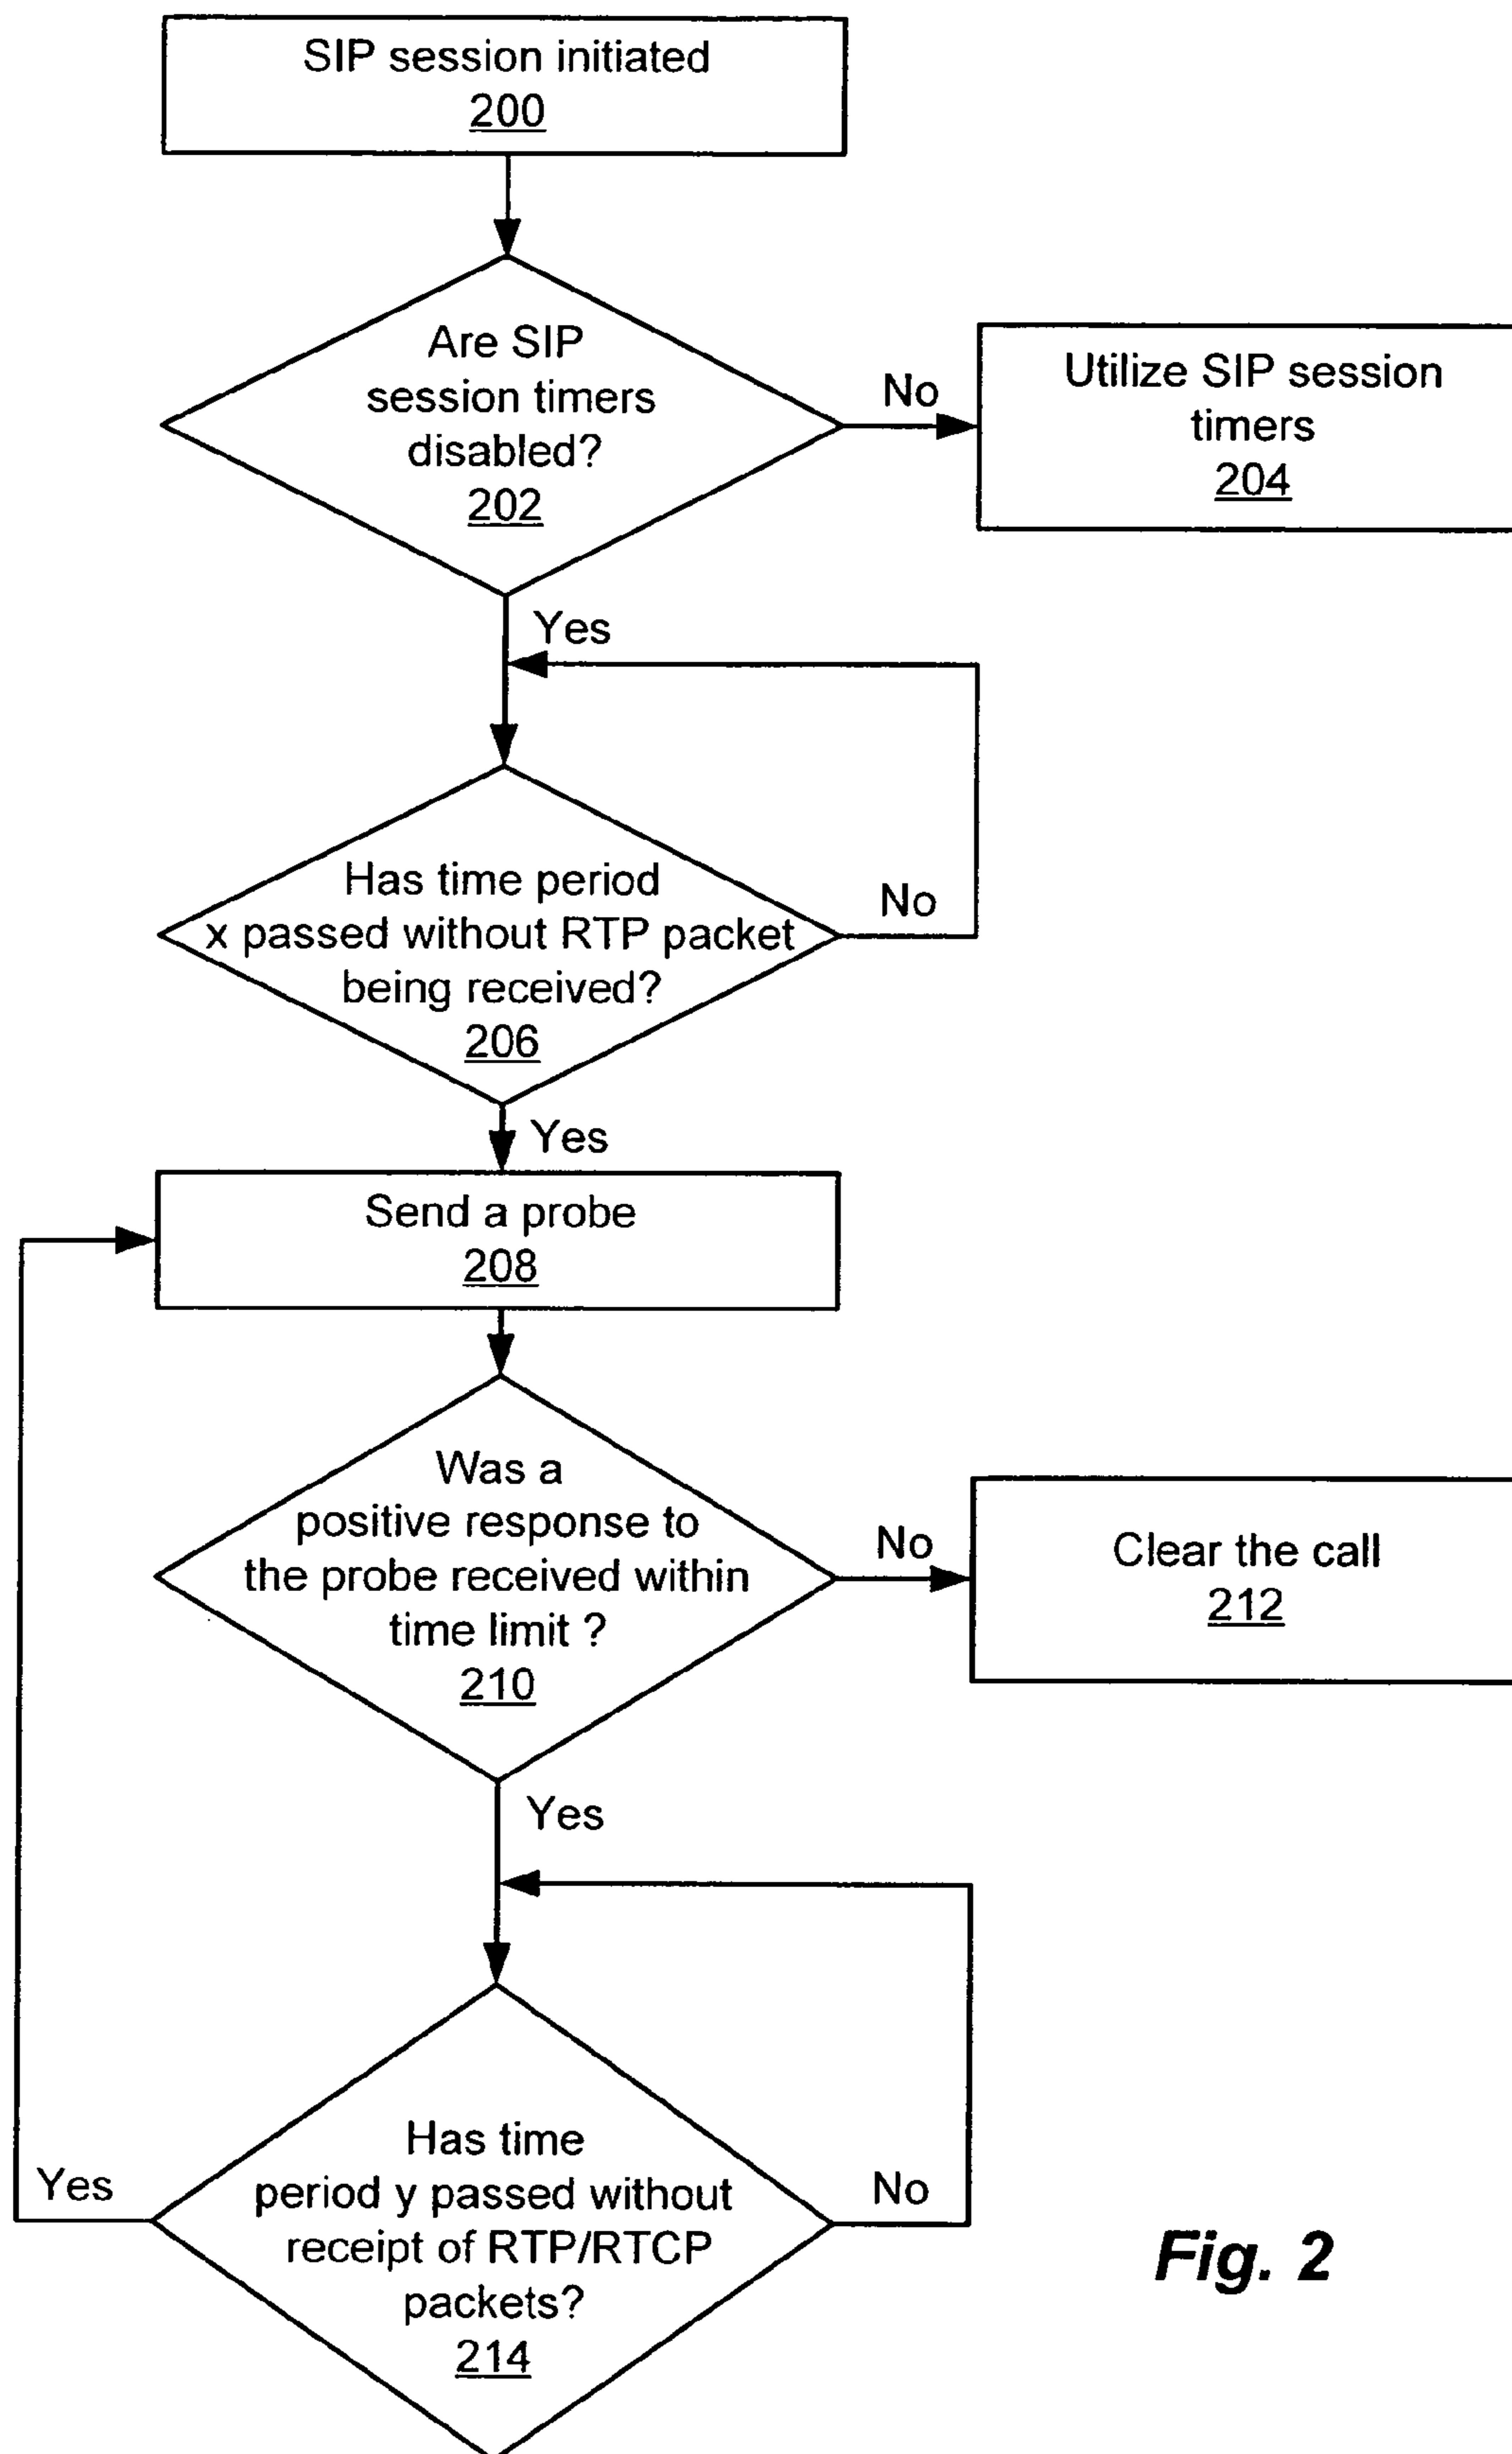 SIP session initiated
200
Are SIP
session timers
disabled?
202
No
Utilize SIP session
timers
204
Yes
Has time period
x passed without RTP packet
being received?
206
No
Yes
Send a probe
208
Was a
positive response to
the probe received within
time limit ?
210
No
Clear the call
212
Yes
Has time
period y passed without
receipt of RTP/RTCP
packets?
214
Yes
No
Fig. 2